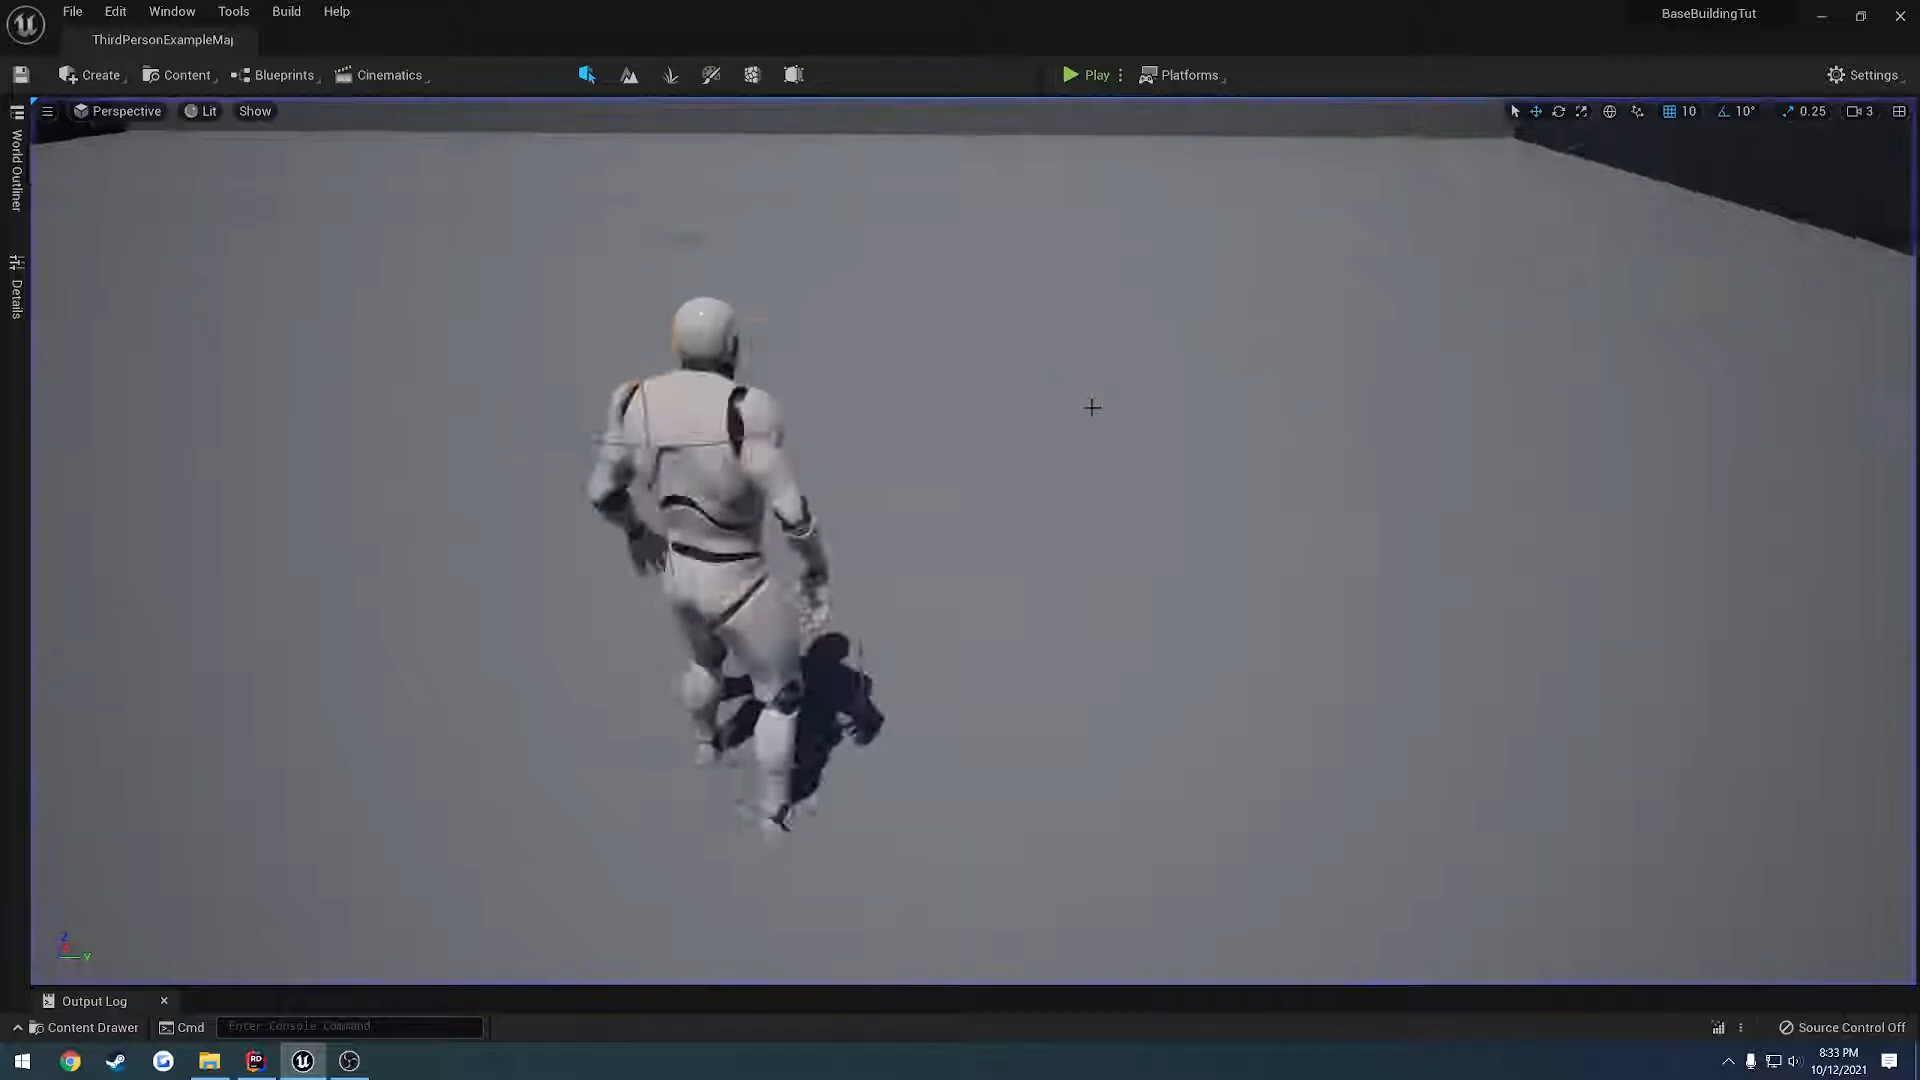 File Edit Window Tools Build Help
BaseBuildingTut
ThirdPersonExampleMap
Create Content Blueprints Cinematics
Play Platforms
Settings
Perspective Lit Show
10 10° 0.25 3
World Outliner
Details
Z
Y
Output Log
Content Drawer Cmd Enter Console Command
Source Control Off
RD
8:33 PM
10/12/2021